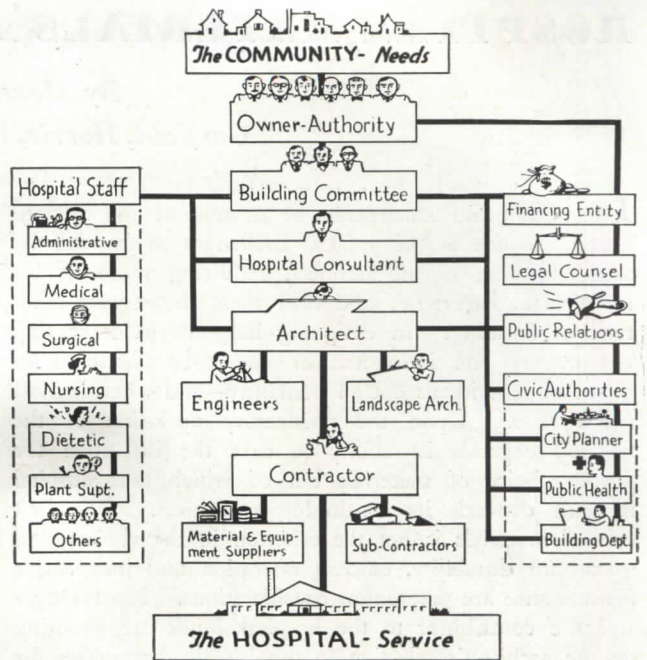 The COMMUNITY - Needs
Owner-Authority
Building Committee
Hospital Consultant
Architect
Engineers
Landscape Arch.
Contractor
Material & Equip
ment Suppliers
Sub-Contractors
The HOSPITAL - Service
Hospital Staff
Administrative
Medical
Surgical
Nursing
Dietetic
Plant Supt.
Others
Financing Entity
Legal Counsel
Public Relations
Civic Authorities
City Planner
Public Health
Building Dept.